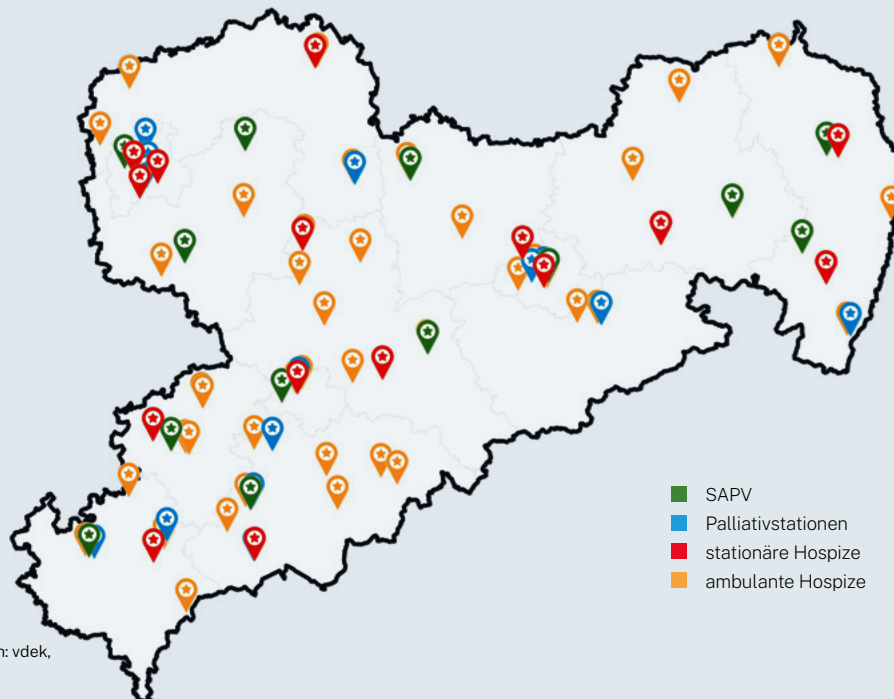 SAPV
Palliativstationen
stationäre Hospize
ambulante Hospize
n: vdek,